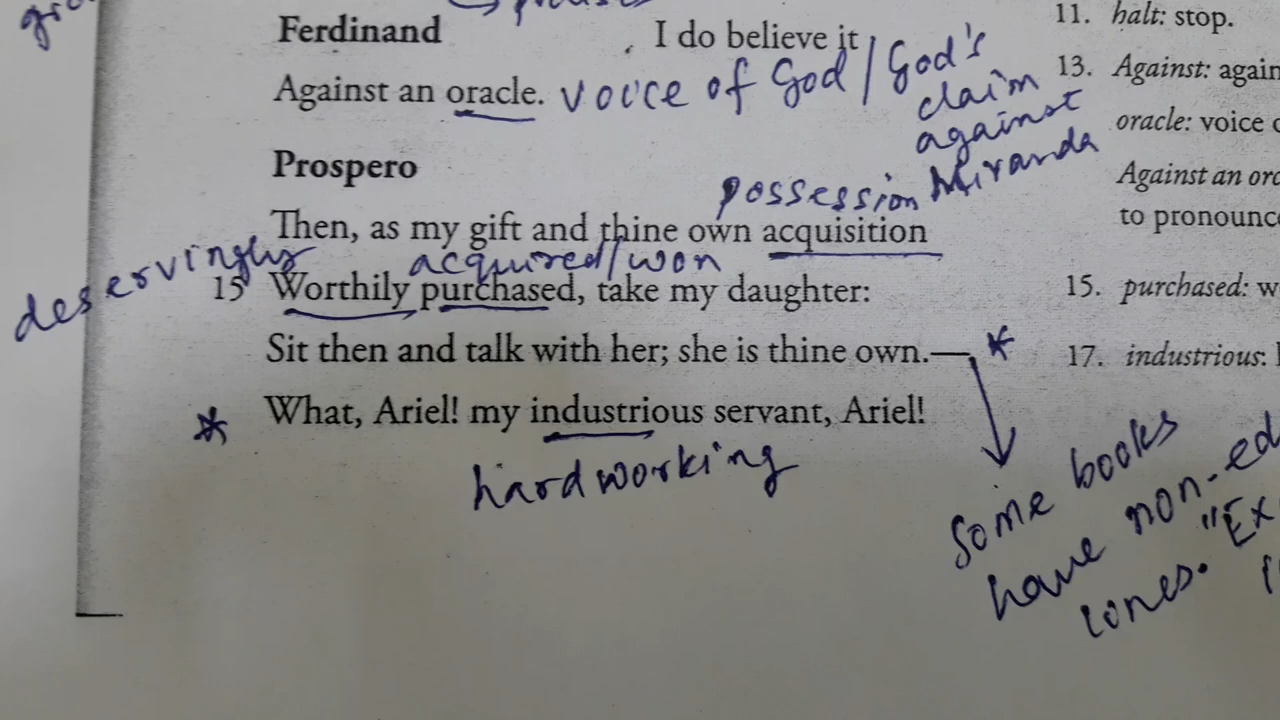 Ferdinand
I do believe it
Against an oracle. voice of God / God's
claim
against
Miranda
Prospero
possession
Then, as my gift and thine own acquisition
deservingly acquired/won
15 Worthily purchased, take my daughter:
Sit then and talk with her; she is thine own.—
What, Ariel! my industrious servant, Ariel!
hardworking
some books
have non-ed
lones. "Ex
11. halt: stop.
13. Against: again
oracle: voice o
Against an ora
to pronounc
15. purchased: w
17. industrious: